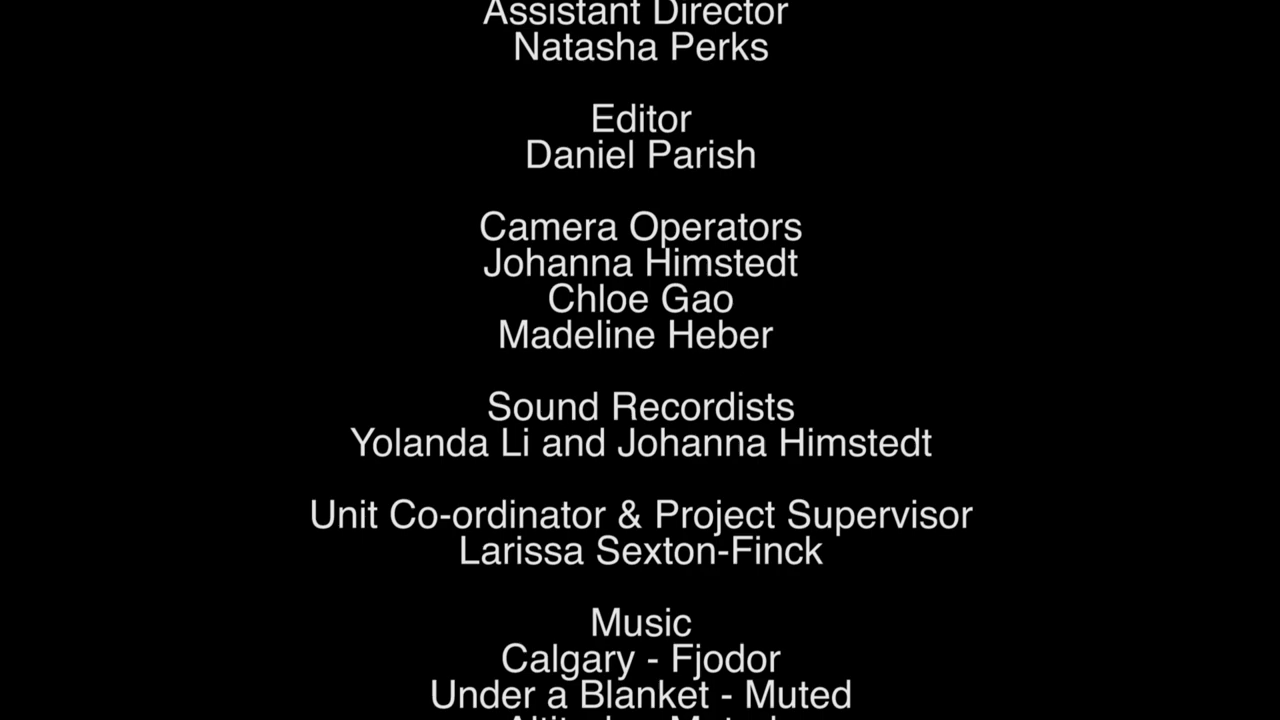 Assistant Director
Natasha Perks
Editor
Daniel Parish
Camera Operators
Johanna Himstedt
Chloe Gao
Madeline Heber
Sound Recordists
Yolanda Li and Johanna Himstedt
Unit Co-ordinator & Project Supervisor
Larissa Sexton-Finck
Music
Calgary - Fjodor
Under a Blanket - Muted